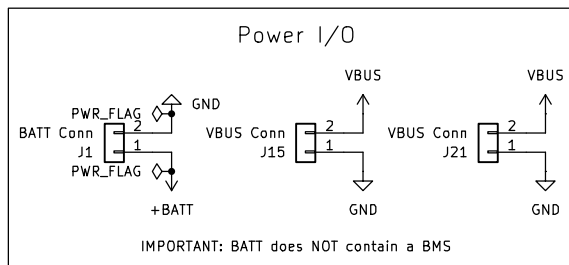 Power I/O
PWR_FLAG GND
BATT Conn 2
J1 1
PWR_FLAG
+BATT
VBUS
VBUS Conn 2
J15 1
GND
VBUS
VBUS Conn 2
J21 1
GND
IMPORTANT: BATT does NOT contain a BMS